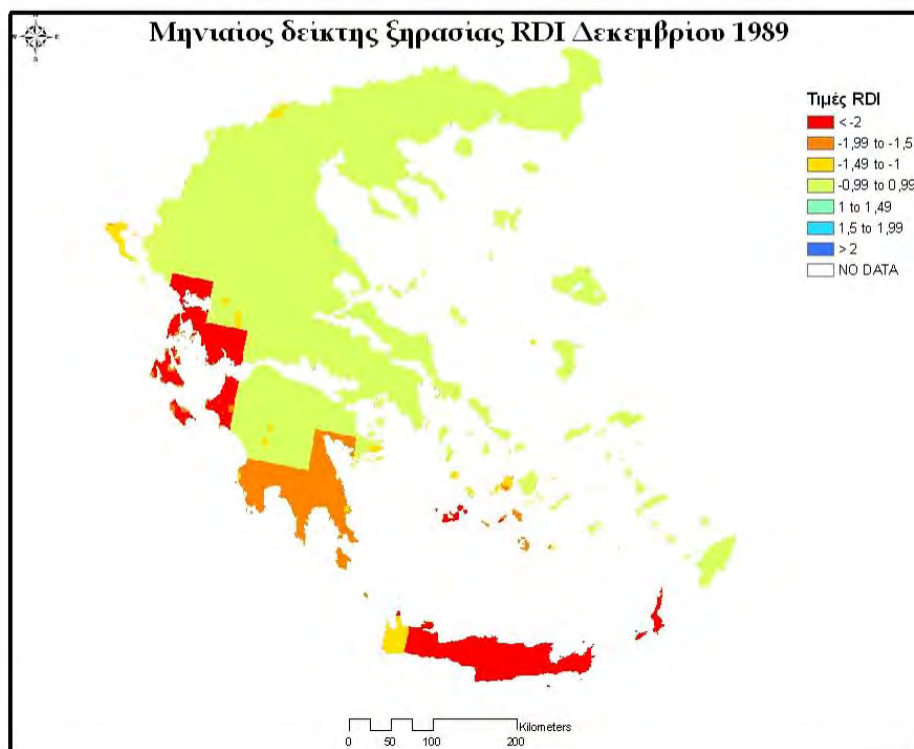 Μηνιαίος δείκτης ξηρασίας RDI Δεκεμβρίου 1989
N
W E
S
Τιμές RDI
< -2
-1,99 to -1,5
-1,49 to -1
-0,99 to 0,99
1 to 1,49
1,5 to 1,99
> 2
NO DATA
Kilometers
0 50 100 200